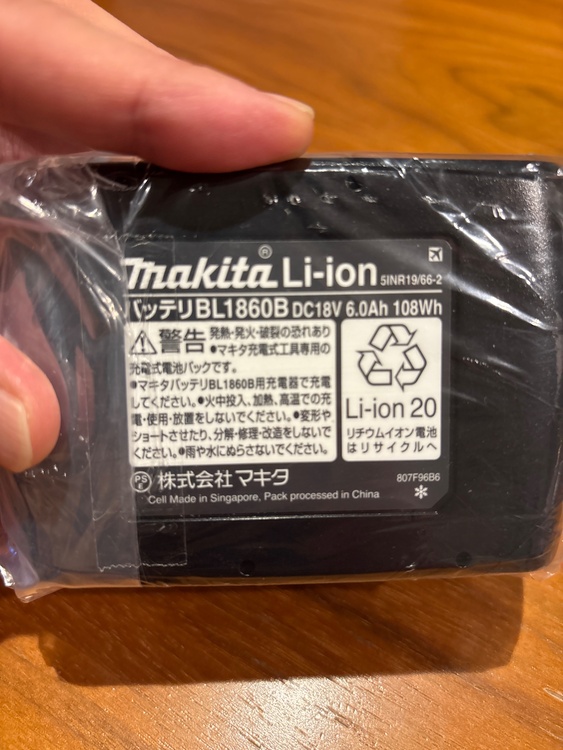 makita® Li-ion 5INR19/66-2
バッテリBL1860B DC18V 6.0Ah 108Wh
⚠警告 発熱・発火・破裂の恐れあり
●マキタ充電式工具専用の
充電式電池パックです。
●マキタバッテリBL1860B用充電器で充電
してください。●火中投入、加熱、高温での充
電・使用・放置をしないでください。●変形や
ショートさせたり、分解・修理・改造をしないで
ください。●雨や水にぬらさないでください。
Li-ion 20
リチウムイオン電池
はリサイクルへ
PS E 株式会社マキタ
807F96B6
Cell Made in Singapore, Pack processed in China
*